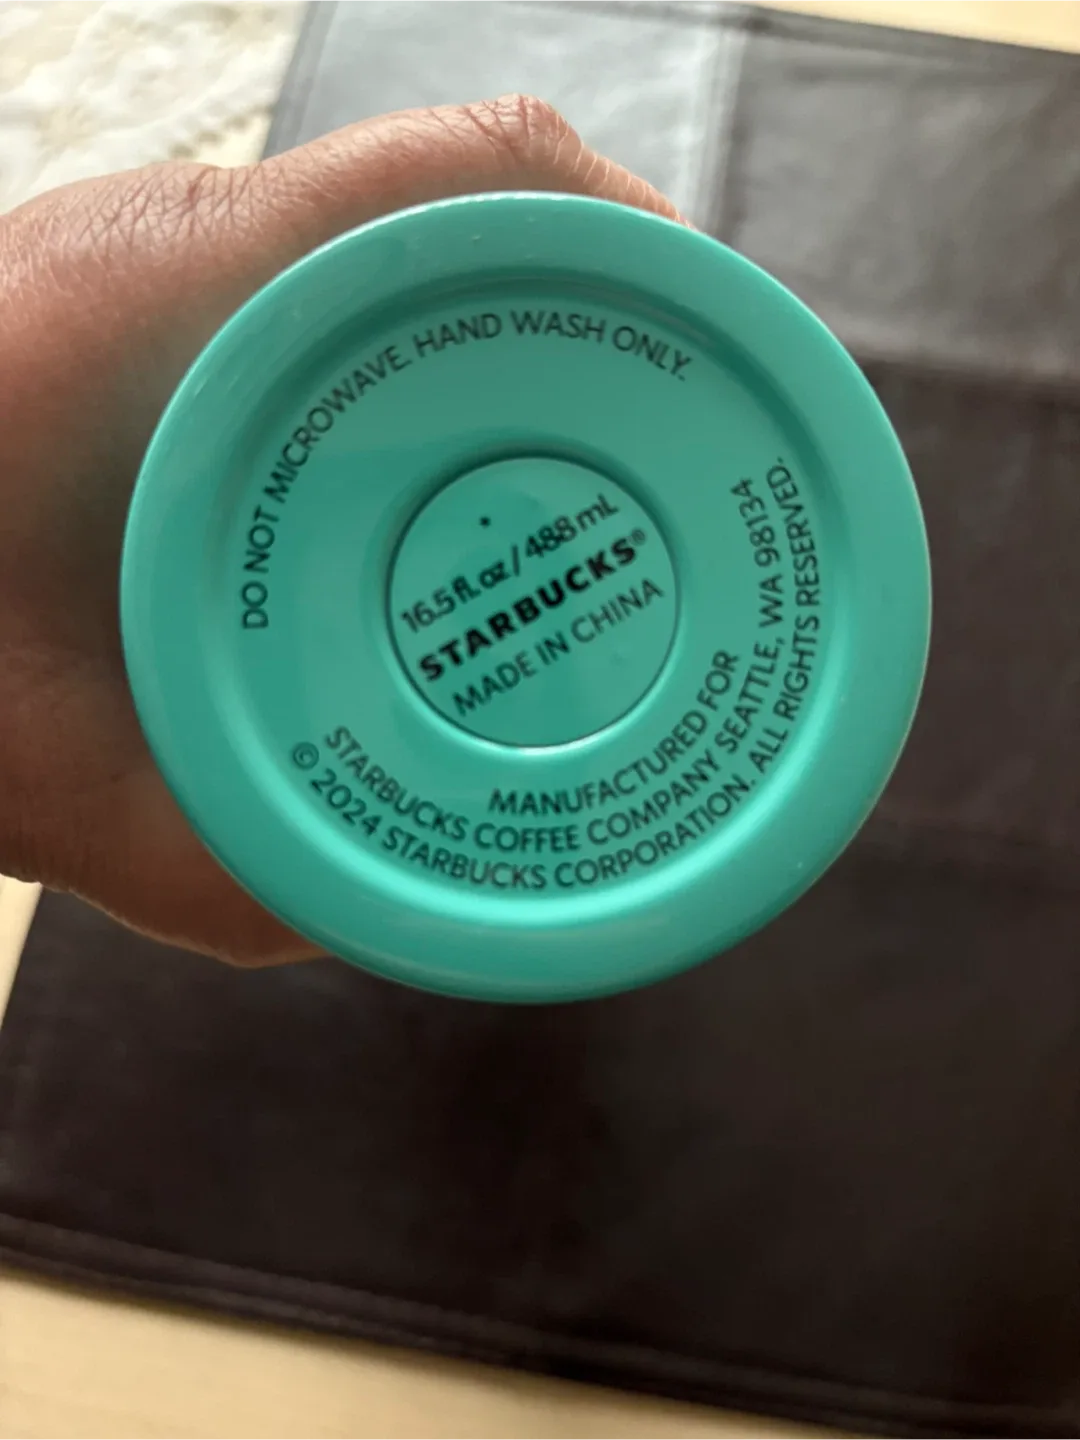 DO NOT MICROWAVE. HAND WASH ONLY.
16.5 fl. oz / 488 mL
STARBUCKS®
MADE IN CHINA
MANUFACTURED FOR
STARBUCKS COFFEE COMPANY SEATTLE, WA 98134
© 2024 STARBUCKS CORPORATION. ALL RIGHTS RESERVED.